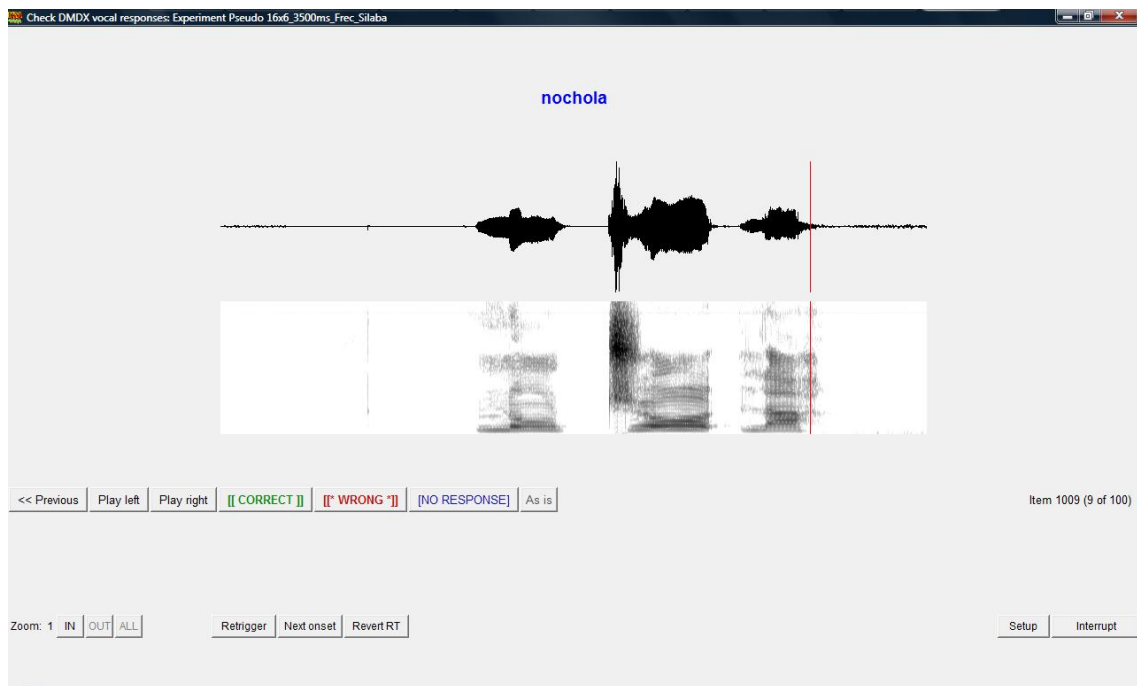 Check DMDX vocal responses: Experiment Pseudo 16x6_3500ms_Frec_Silaba
nochola
<< Previous Play left Play right [[ CORRECT ]] [[* WRONG *]] [NO RESPONSE] As is Item 1009 (9 of 100)
Zoom: 1 IN OUT ALL Retrigger Next onset Revert RT Setup Interrupt